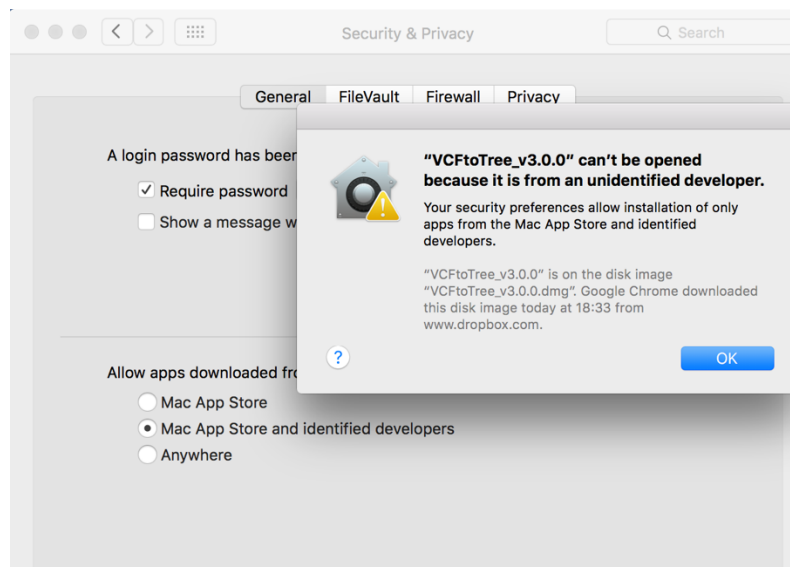 Security & Privacy
Search
General FileVault Firewall Privacy
A login password has been
Require password
Show a message w
"VCFtoTree_v3.0.0" can't be opened
because it is from an unidentified developer.
Your security preferences allow installation of only
apps from the Mac App Store and identified
developers.
"VCFtoTree_v3.0.0" is on the disk image
"VCFtoTree_v3.0.0.dmg". Google Chrome downloaded
this disk image today at 18:33 from
www.dropbox.com.
?
OK
Allow apps downloaded fro
Mac App Store
Mac App Store and identified developers
Anywhere